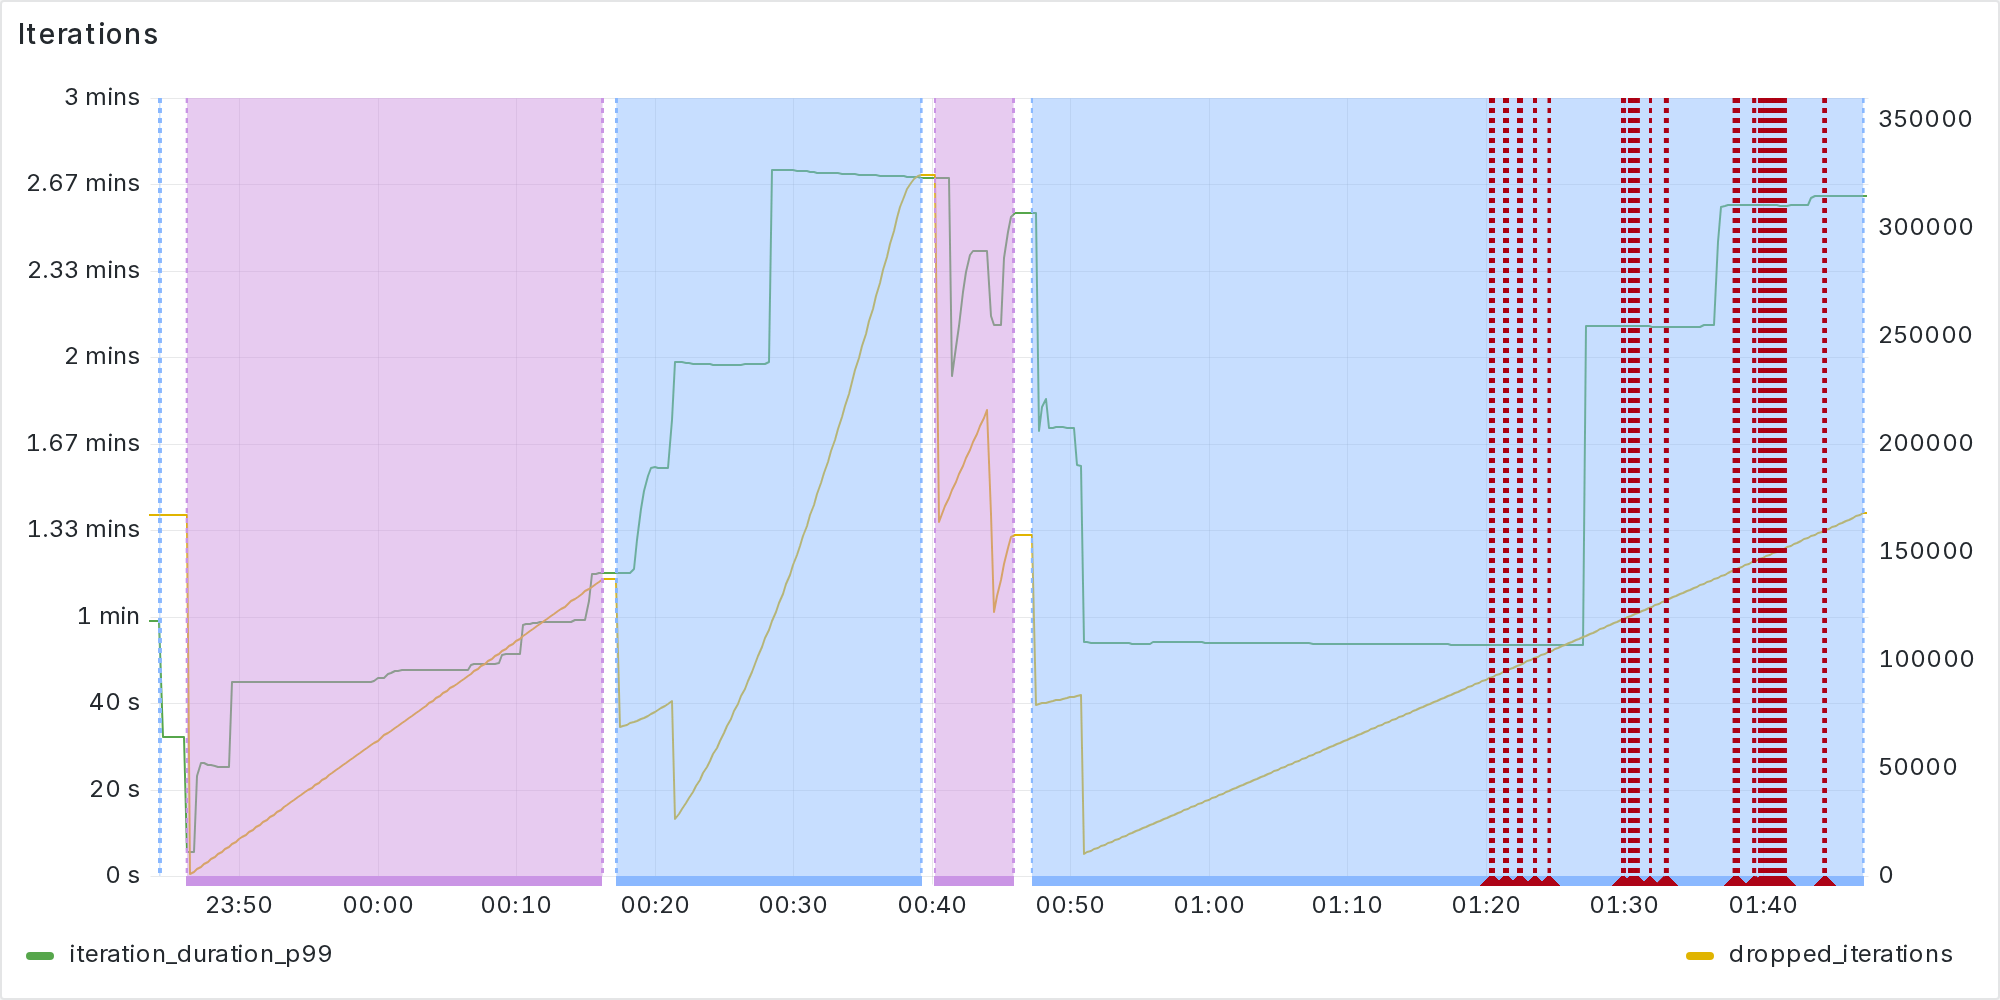 Iterations
3 mins
2.67 mins
2.33 mins
2 mins
1.67 mins
1.33 mins
1 min
40 s
20 s
0 s
350000
300000
250000
200000
150000
100000
50000
0
23:50 00:00 00:10 00:20 00:30 00:40 00:50 01:00 01:10 01:20 01:30 01:40
iteration_duration_p99
dropped_iterations